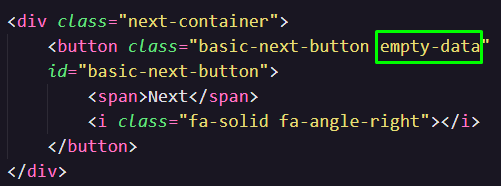 <div class="next-container">
<button class="basic-next-button empty-data"
id="basic-next-button">
<span>Next</span>
<i class="fa-solid fa-angle-right"></i>
</button>
</div>